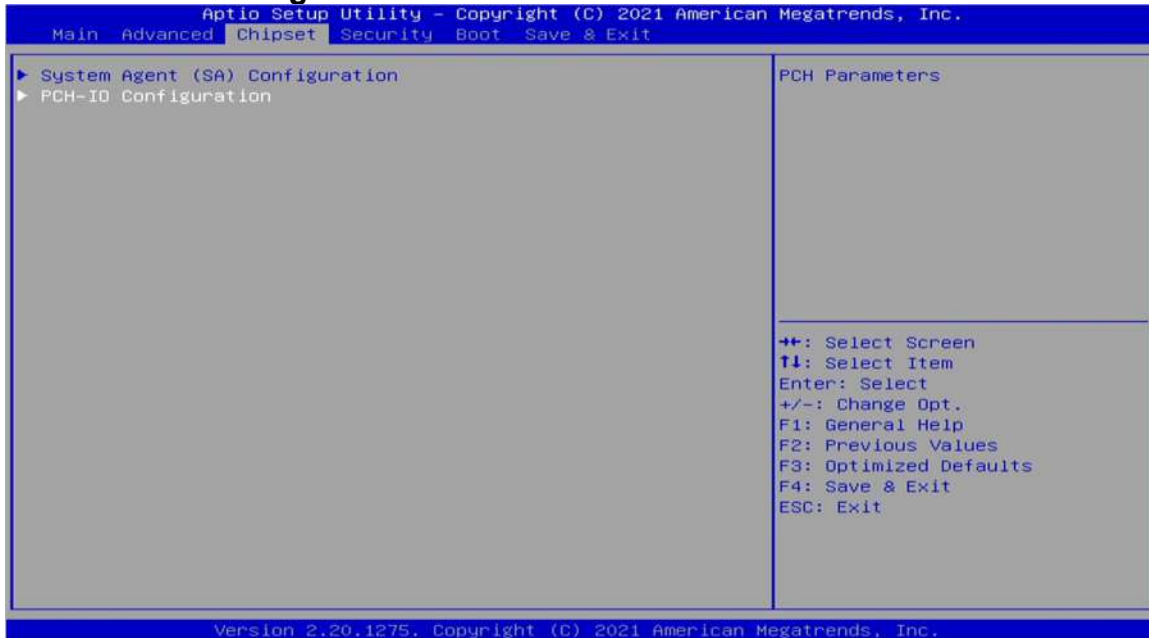 Aptio Setup Utility – Copyright (C) 2021 American Megatrends, Inc.
Main Advanced Chipset Security Boot Save & Exit
► System Agent (SA) Configuration
► PCH-IO Configuration
PCH Parameters
→←: Select Screen
↑↓: Select Item
Enter: Select
+/-: Change Opt.
F1: General Help
F2: Previous Values
F3: Optimized Defaults
F4: Save & Exit
ESC: Exit
Version 2.20.1275. Copyright (C) 2021 American Megatrends, Inc.